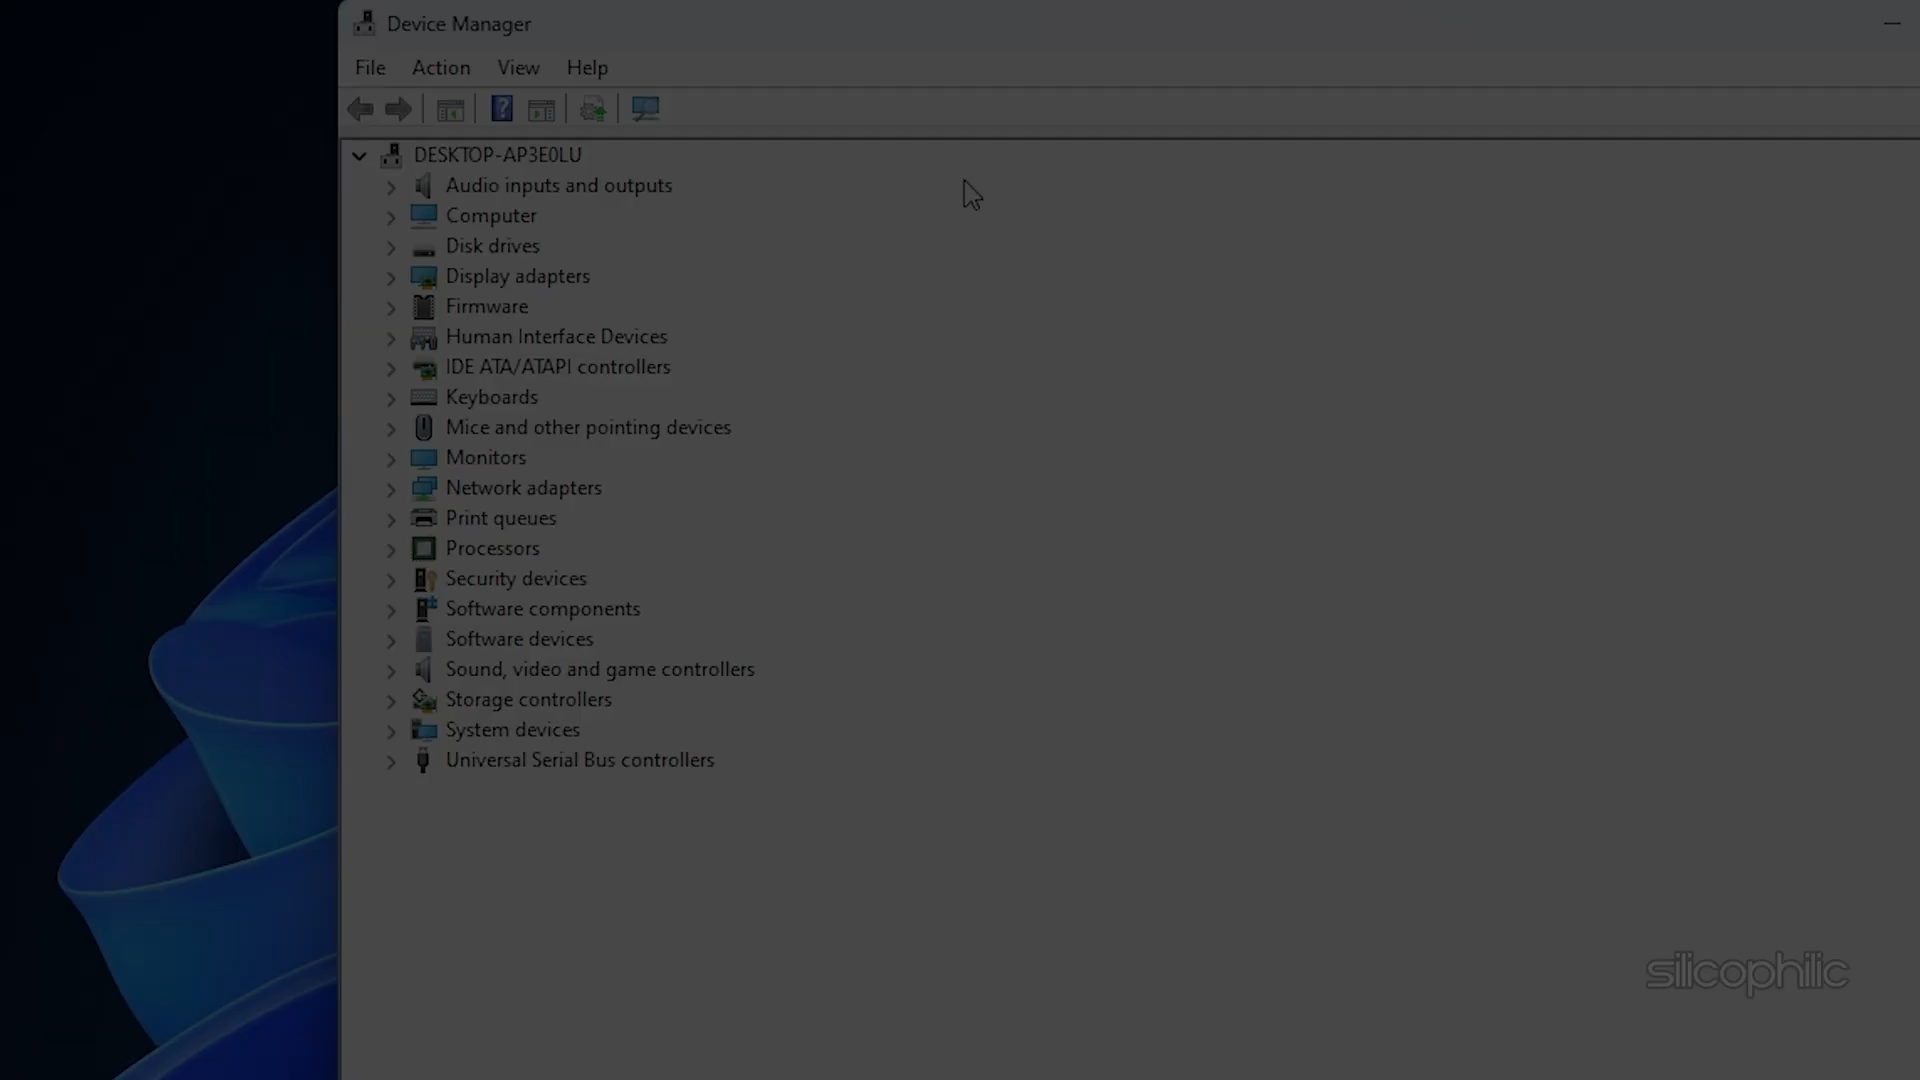 Device Manager
File Action View Help
DESKTOP-AP3E0LU
Audio inputs and outputs
Computer
Disk drives
Display adapters
Firmware
Human Interface Devices
IDE ATA/ATAPI controllers
Keyboards
Mice and other pointing devices
Monitors
Network adapters
Print queues
Processors
Security devices
Software components
Software devices
Sound, video and game controllers
Storage controllers
System devices
Universal Serial Bus controllers
silicophilic